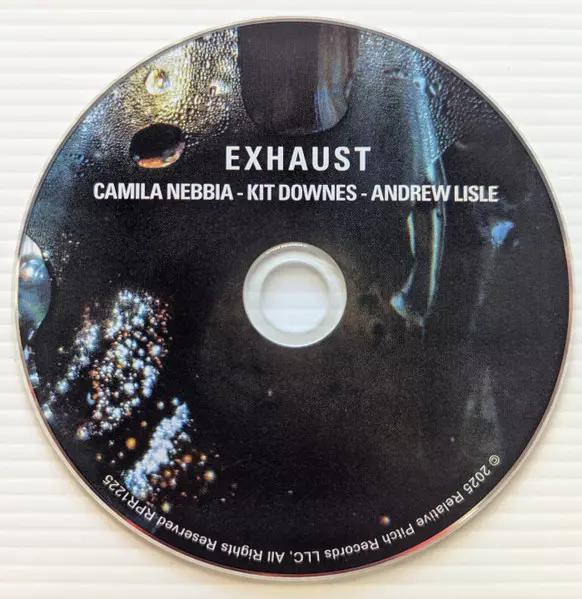 EXHAUST
CAMILA NEBBIA - KIT DOWNES - ANDREW LISLE
© 2025 Relative Pitch Records LLC, All Rights Reserved RPR1225